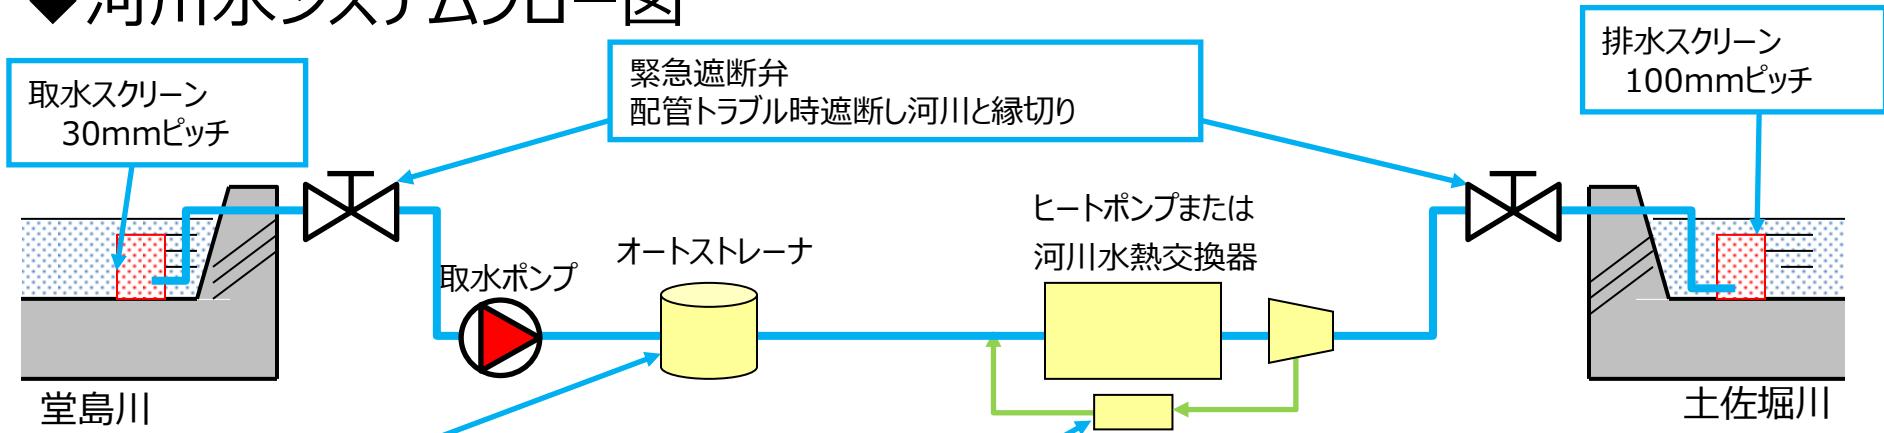 ◆河川水システムフロー図
取水スクリーン
30mmピッチ
緊急遮断弁
配管トラブル時遮断し河川と縁切り
排水スクリーン
100mmピッチ
取水ポンプ
オートストレーナ
ヒートポンプまたは
河川水熱交換器
堂島川
土佐堀川